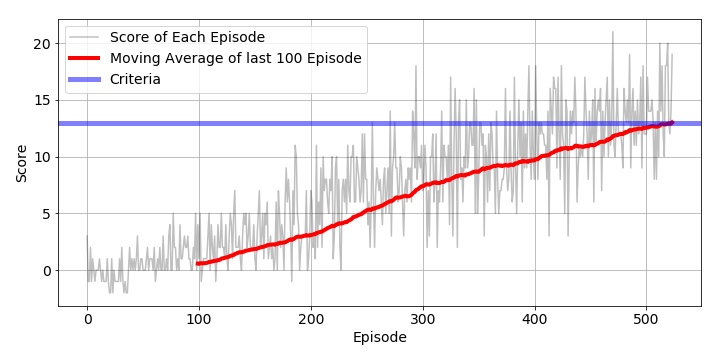 Score of Each Episode
Moving Average of last 100 Episode
Criteria
20
15
10
5
0
Score
0 100 200 300 400 500
Episode